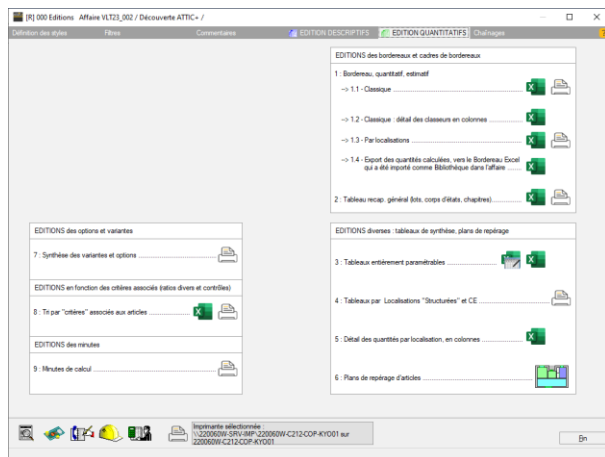 [R] 000 Editions Affaire VLT23_002 / Découverte ATTIC+ /
Définition des styles Filtres Commentaires EDITION DESCRIPTIFS EDITION QUANTITATIFS Chaînages ?
EDITIONS des bordereaux et cadres de bordereaux
1 : Bordereau, quantitatif, estimatif
--> 1.1 - Classique
--> 1.2 - Classique : détail des classeurs en colonnes
--> 1.3 - Par localisations
--> 1.4 - Export des quantités calculées, vers le Bordereau Excel
qui a été importé comme Bibliothèque dans l'affaire
2 : Tableau recap. général (lots, corps d'états, chapitres)
EDITIONS des options et variantes
7 : Synthèse des variantes et options
EDITIONS en fonction des critères associés (ratios divers et contrôles)
8 : Tri par "critères" associés aux articles
EDITIONS des minutes
9 : Minutes de calcul
EDITIONS diverses : tableaux de synthèse, plans de repérage
3 : Tableaux entièrement paramétrables
4 : Tableaux par Localisations "Structurées" et CE
5 : Détail des quantités par localisation, en colonnes
6 : Plans de repérage d'articles
Imprimante sélectionnée :
\\220060W-SRV-IMP\220060W-C212-COP-KYO01 sur
220060W-C212-COP-KYO01
Fin